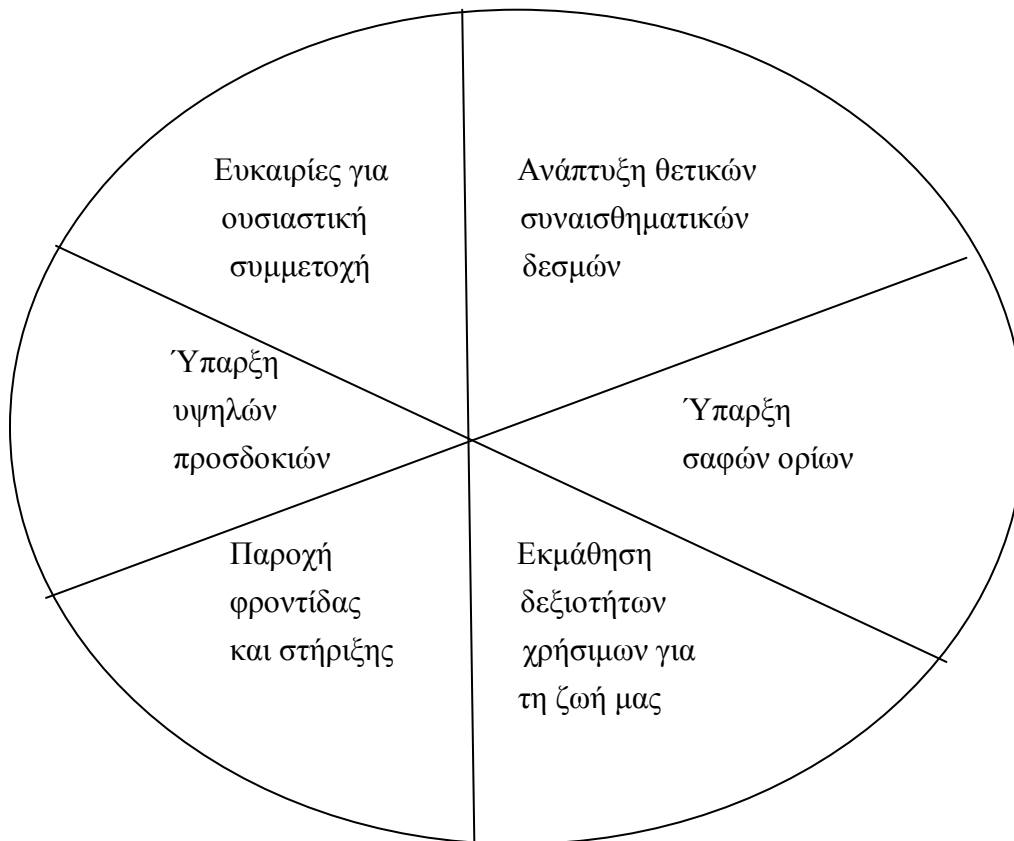 Ευκαιρίες για
ουσιαστική
συμμετοχή
Ανάπτυξη θετικών
συναισθηματικών
δεσμών
Ύπαρξη
υψηλών
προσδοκιών
Ύπαρξη
σαφών ορίων
Παροχή
φροντίδας
και στήριξης
Εκμάθηση
δεξιοτήτων
χρήσιμων για
τη ζωή μας